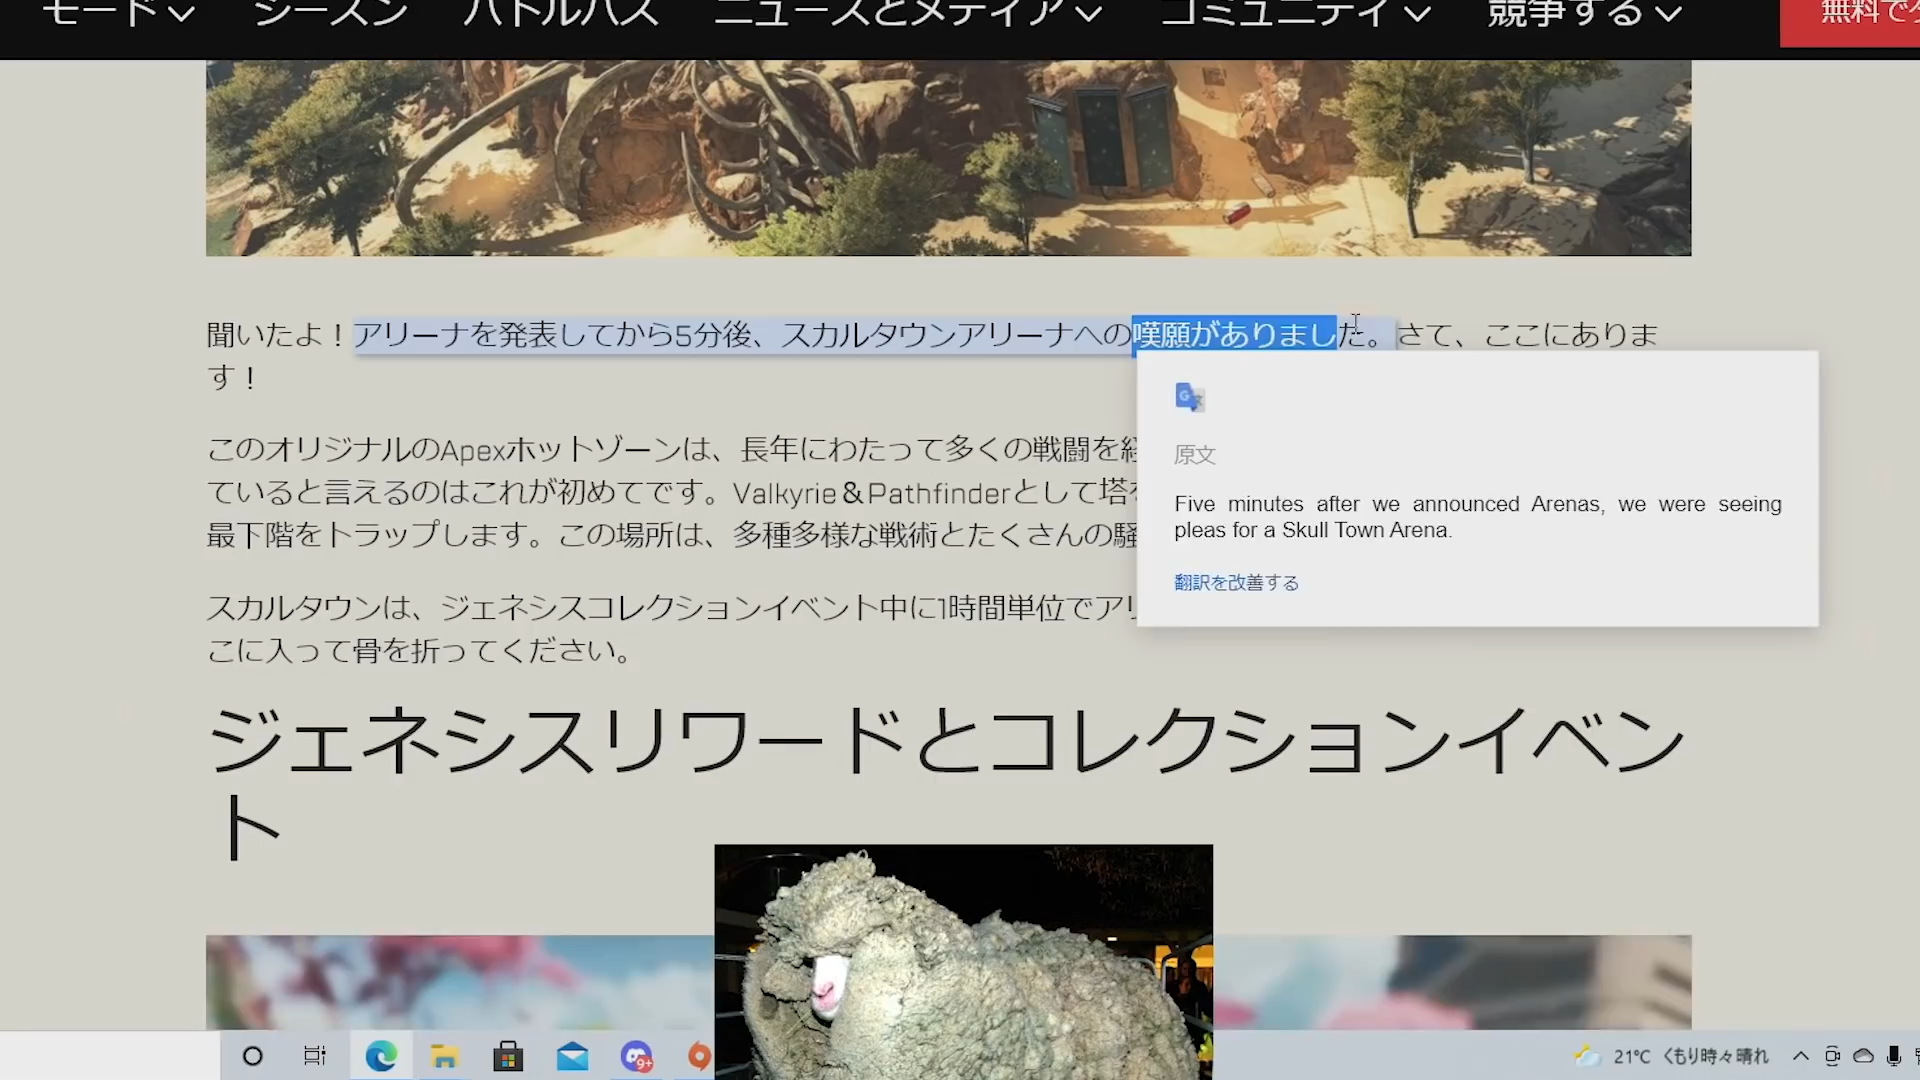 モード シーズン バトルパス ニュースとメディア コミュニティ 競争する 無料で
聞いたよ！アリーナを発表してから5分後、スカルタウンアリーナへの嘆願がありました。さて、ここにありま
す！
このオリジナルのApexホットゾーンは、長年にわたって多くの戦闘を経
ていると言えるのはこれが初めてです。Valkyrie＆Pathfinderとして塔
最下階をトラップします。この場所は、多種多様な戦術とたくさんの騒
スカルタウンは、ジェネシスコレクションイベント中に1時間単位でアリ
こに入って骨を折ってください。
原文
Five minutes after we announced Arenas, we were seeing
pleas for a Skull Town Arena.
翻訳を改善する
ジェネシスリワードとコレクションイベン
ト
9+
21°C くもり時々晴れ